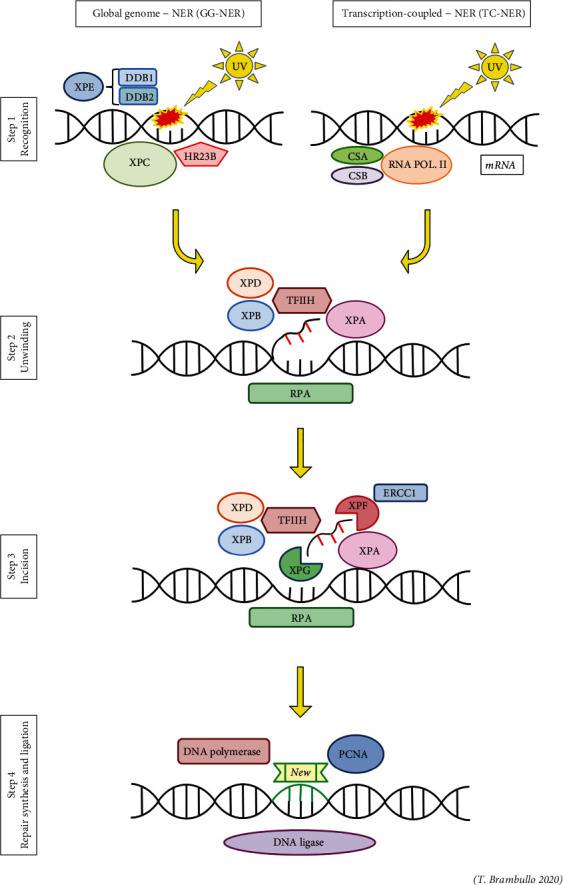 Global genome – NER (GG-NER)
Transcription-coupled – NER (TC-NER)
Step 1
Recognition
XPE
DDB1
DDB2
UV
XPC
HR23B
UV
CSA
CSB
RNA POL. II
mRNA
Step 2
Unwinding
XPD
XPB
TFIIH
XPA
RPA
Step 3
Incision
XPD
XPB
TFIIH
XPF
ERCC1
XPG
XPA
RPA
Step 4
Repair synthesis and ligation
DNA polymerase
New
PCNA
DNA ligase
(T. Brambullo 2020)